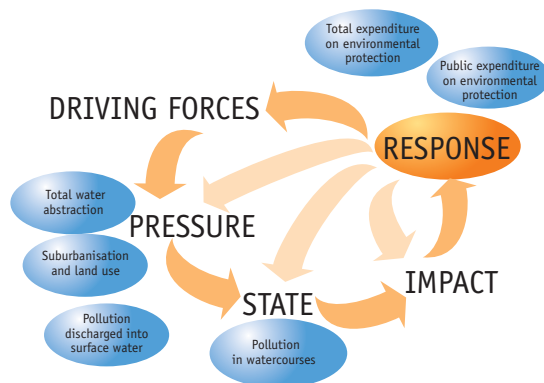 Total expenditure
on environmental
protection
Public expenditure
on environmental
protection
DRIVING FORCES
RESPONSE
Total water
abstraction
PRESSURE
Suburbanisation
and land use
IMPACT
STATE
Pollution
discharged into
surface water
Pollution
in watercourses